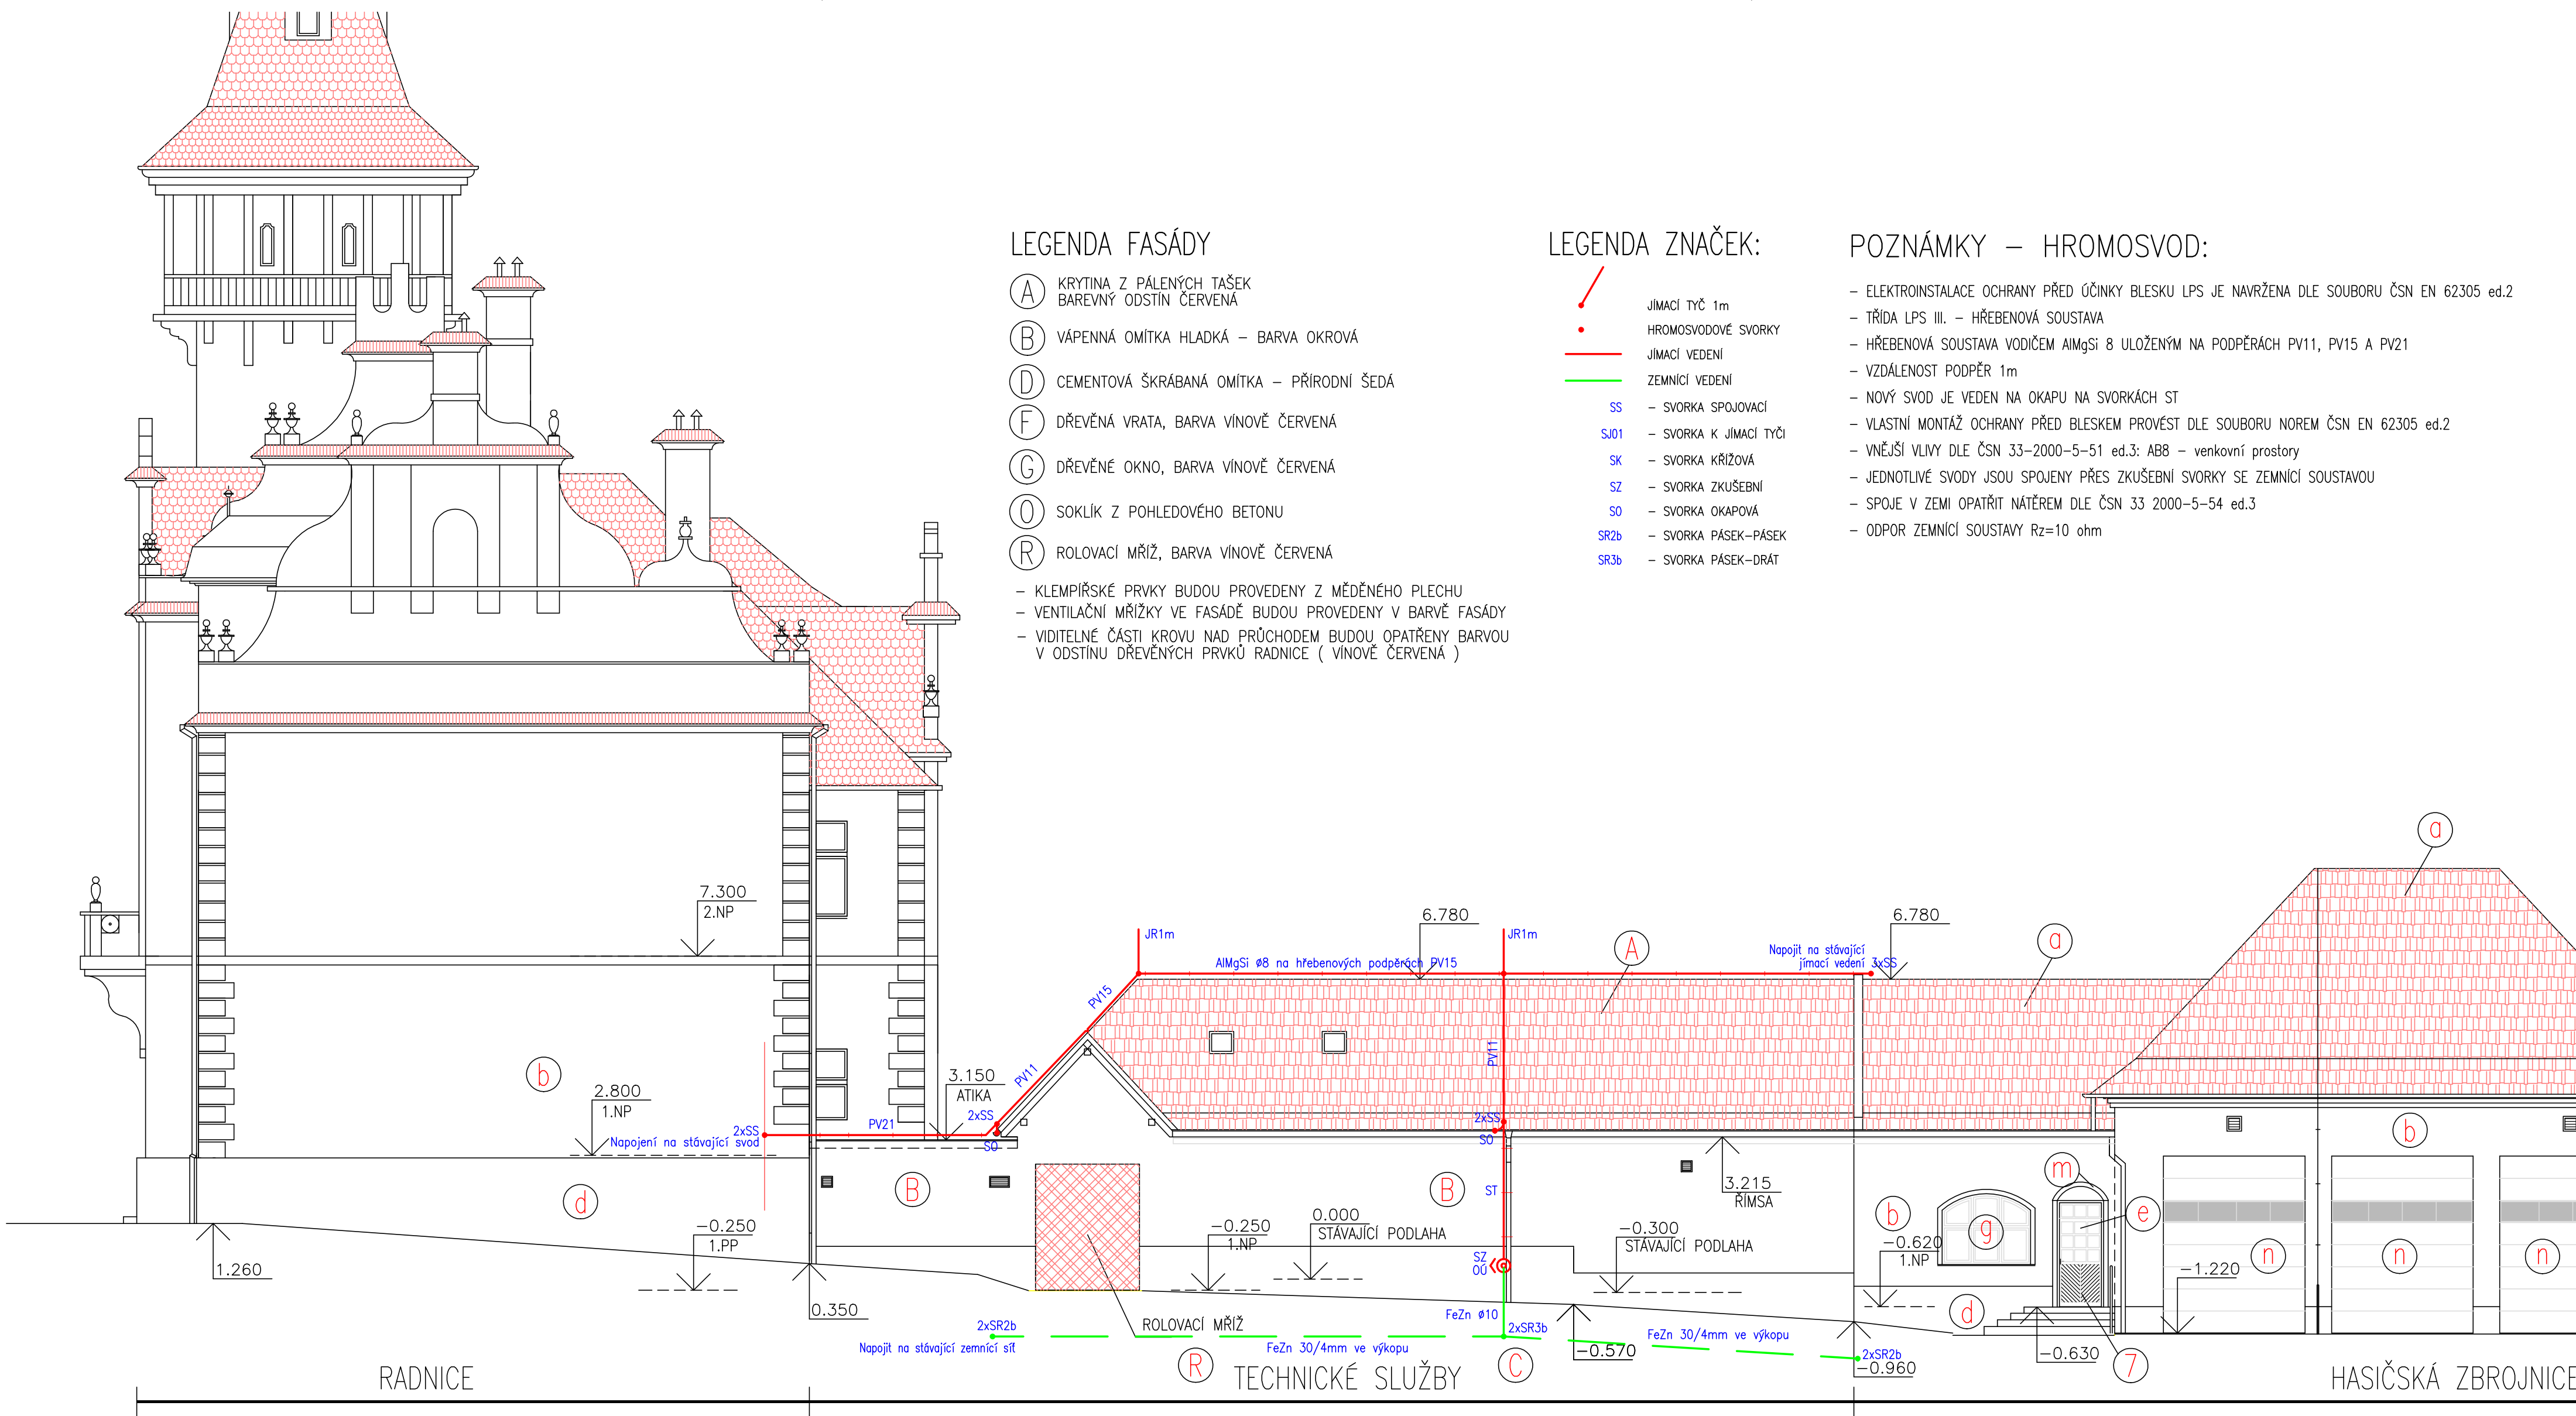 LEGENDA FASÁDY
A
KRYTINA Z PÁLENÝCH TAŠEK
BAREVNÝ ODSTÍN ČERVENÁ
B
VÁPENNÁ OMÍTKA HLADKÁ – BARVA OKROVÁ
D
CEMENTOVÁ ŠKRÁBANÁ OMÍTKA – PŘÍRODNÍ ŠEDÁ
F
DŘEVĚNÁ VRATA, BARVA VÍNOVĚ ČERVENÁ
G
DŘEVĚNÉ OKNO, BARVA VÍNOVĚ ČERVENÁ
O
SOKLÍK Z POHLEDOVÉHO BETONU
R
ROLOVACÍ MŘÍŽ, BARVA VÍNOVĚ ČERVENÁ
– KLEMPÍŘSKÉ PRVKY BUDOU PROVEDENY Z MĚDĚNÉHO PLECHU
– VENTILAČNÍ MŘÍŽKY VE FASÁDĚ BUDOU PROVEDENY V BARVĚ FASÁDY
– VIDITELNÉ ČÁSTI KROVU NAD PRŮCHODEM BUDOU OPATŘENY BARVOU
V ODSTÍNU DŘEVĚNÝCH PRVKŮ RADNICE ( VÍNOVĚ ČERVENÁ )
LEGENDA ZNAČEK:
JÍMACÍ TYČ 1m
HROMOSVODOVÉ SVORKY
JÍMACÍ VEDENÍ
ZEMNÍCÍ VEDENÍ
SS – SVORKA SPOJOVACÍ
SJ01 – SVORKA K JÍMACÍ TYČI
SK – SVORKA KŘÍŽOVÁ
SZ – SVORKA ZKUŠEBNÍ
SO – SVORKA OKAPOVÁ
SR2b – SVORKA PÁSEK–PÁSEK
SR3b – SVORKA PÁSEK–DRÁT
POZNÁMKY – HROMOSVOD:
– ELEKTROINSTALACE OCHRANY PŘED ÚČINKY BLESKU LPS JE NAVRŽENA DLE SOUBORU ČSN EN 62305 ed.2
– TŘÍDA LPS III. – HŘEBENOVÁ SOUSTAVA
– HŘEBENOVÁ SOUSTAVA VODIČEM AlMgSi 8 ULOŽENÝM NA PODPĚRÁCH PV11, PV15 A PV21
– VZDÁLENOST PODPĚR 1m
– NOVÝ SVOD JE VEDEN NA OKAPU NA SVORKÁCH ST
– VLASTNÍ MONTÁŽ OCHRANY PŘED BLESKEM PROVÉST DLE SOUBORU NOREM ČSN EN 62305 ed.2
– VNĚJŠÍ VLIVY DLE ČSN 33–2000–5–51 ed.3: AB8 – venkovní prostory
– JEDNOTLIVÉ SVODY JSOU SPOJENY PŘES ZKUŠEBNÍ SVORKY SE ZEMNÍCÍ SOUSTAVOU
– SPOJE V ZEMI OPATŘIT NÁTĚREM DLE ČSN 33 2000–5–54 ed.3
– ODPOR ZEMNÍCÍ SOUSTAVY Rz=10 ohm
a
7.300
2.NP
6.780
6.780
JR1m
JR1m
A
a
Napojit na stávající
jímací vedení 3xSS
AlMgSi ø8 na hřebenových podpěrách PV15
PV15
PV11
PV11
b
3.150
ATIKA
2.800
1.NP
2xSS
PV21
2xSS
2xSS
Napojení na stávající svod
SO
SO
b
m
d
B
B
ST
3.215
ŘÍMSA
b
g
e
–0.250
1.PP
–0.250
1.NP
0.000
STÁVAJÍCÍ PODLAHA
–0.300
STÁVAJÍCÍ PODLAHA
–0.620
1.NP
n
n
n
1.260
SZ
OÚ
–1.220
0.350
FeZn ø10
d
2xSR2b
ROLOVACÍ MŘÍŽ
2xSR3b
FeZn 30/4mm ve výkopu
Napojit na stávající zemnící síť
FeZn 30/4mm ve výkopu
–0.570
2xSR2b
–0.960
–0.630
7
R
C
RADNICE
TECHNICKÉ SLUŽBY
HASIČSKÁ ZBROJNICE